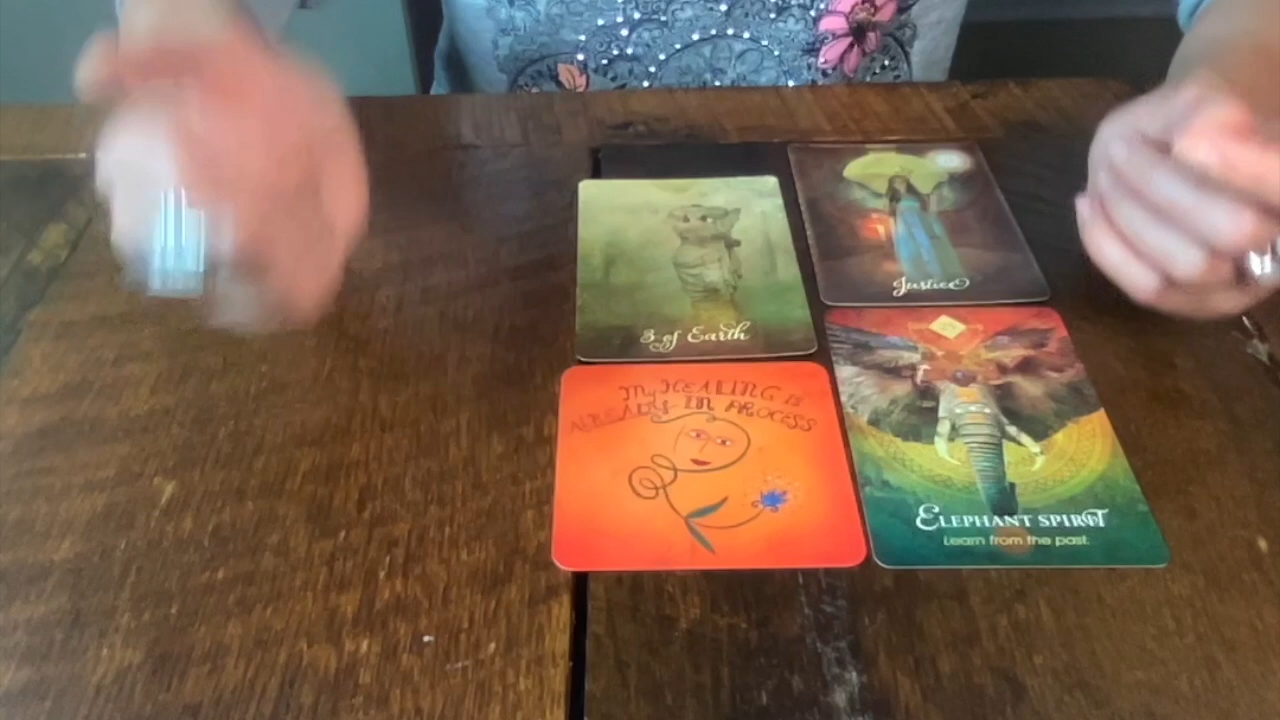 3 of Earth
Justice
My HEALING is
ALREADY IN PROCESS
ELEPHANT SPIRIT
Learn from the past.